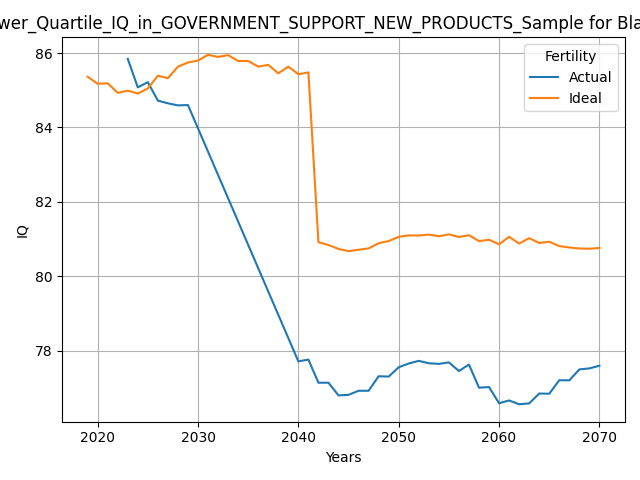 wer_Quartile_IQ_in_GOVERNMENT_SUPPORT_NEW_PRODUCTS_Sample for Bla
Fertility
Actual
Ideal
86
84
82
80
78
IQ
2020 2030 2040 2050 2060 2070
Years